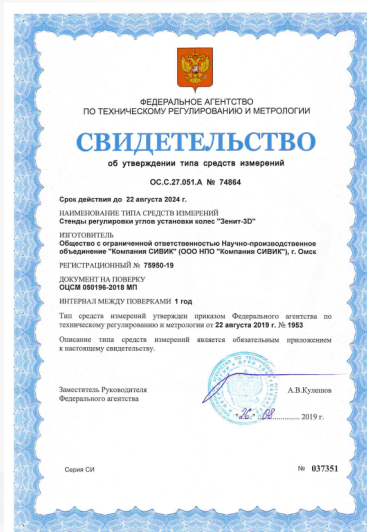 ФЕДЕРАЛЬНОЕ АГЕНТСТВО
ПО ТЕХНИЧЕСКОМУ РЕГУЛИРОВАНИЮ И МЕТРОЛОГИИ
СВИДЕТЕЛЬСТВО
об утверждении типа средств измерений
ОС.С.27.051.А № 74864
Срок действия до 22 августа 2024 г.
НАИМЕНОВАНИЕ ТИПА СРЕДСТВ ИЗМЕРЕНИЙ
Стенды регулировки углов установки колес "Зенит-3D"
ИЗГОТОВИТЕЛЬ
Общество с ограниченной ответственностью Научно-производственное
объединение "Компания СИВИК" (ООО НПО "Компания СИВИК"), г. Омск
РЕГИСТРАЦИОННЫЙ № 75950-19
ДОКУМЕНТ НА ПОВЕРКУ
ОЦСМ 050196-2018 МП
ИНТЕРВАЛ МЕЖДУ ПОВЕРКАМИ 1 год
Тип средств измерений утвержден приказом Федерального агентства по
техническому регулированию и метрологии от 22 августа 2019 г. № 1953
Описание типа средств измерений является обязательным приложением
к настоящему свидетельству.
Заместитель Руководителя
Федерального агентства
А.В.Кулешов
"26" 08 2019 г.
Серия СИ
№ 037351